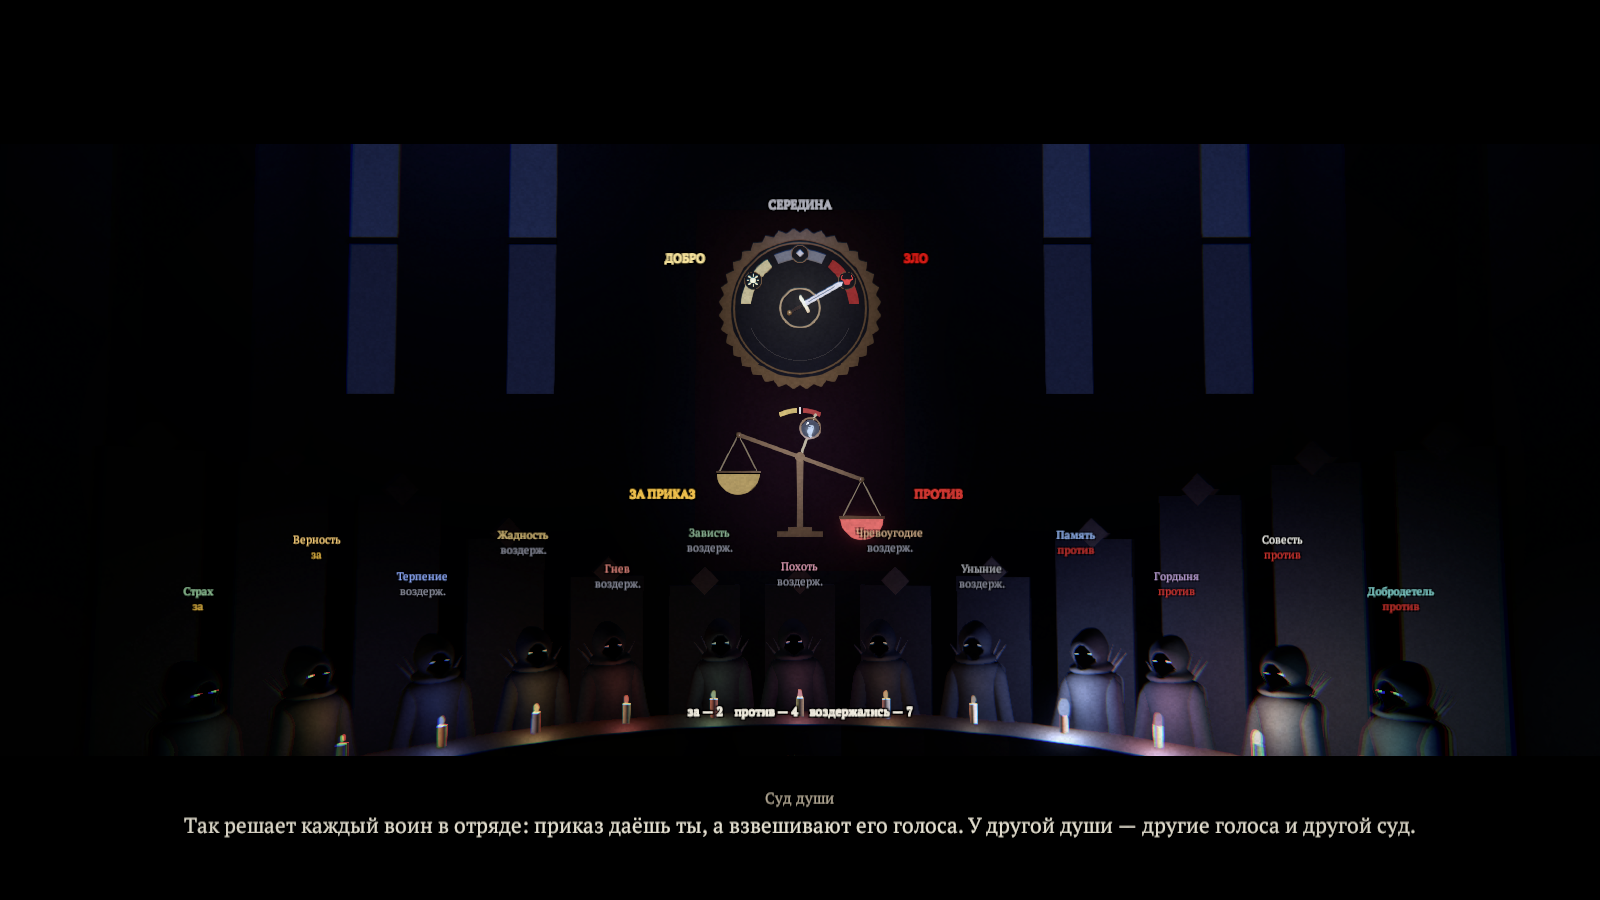 СЕРЕДИНА
ДОБРО
ЗЛО
ЗА ПРИКАЗ
ПРОТИВ
Страх
за
Верность
за
Терпение
воздерж.
Жадность
воздерж.
Гнев
воздерж.
Зависть
воздерж.
Похоть
воздерж.
Чревоугодие
воздерж.
Уныние
воздерж.
Память
против
Гордыня
против
Совесть
против
Добродетель
против
за — 2 против — 4 воздержались — 7
Суд души
Так решает каждый воин в отряде: приказ даёшь ты, а взвешивают его голоса. У другой души — другие голоса и другой суд.